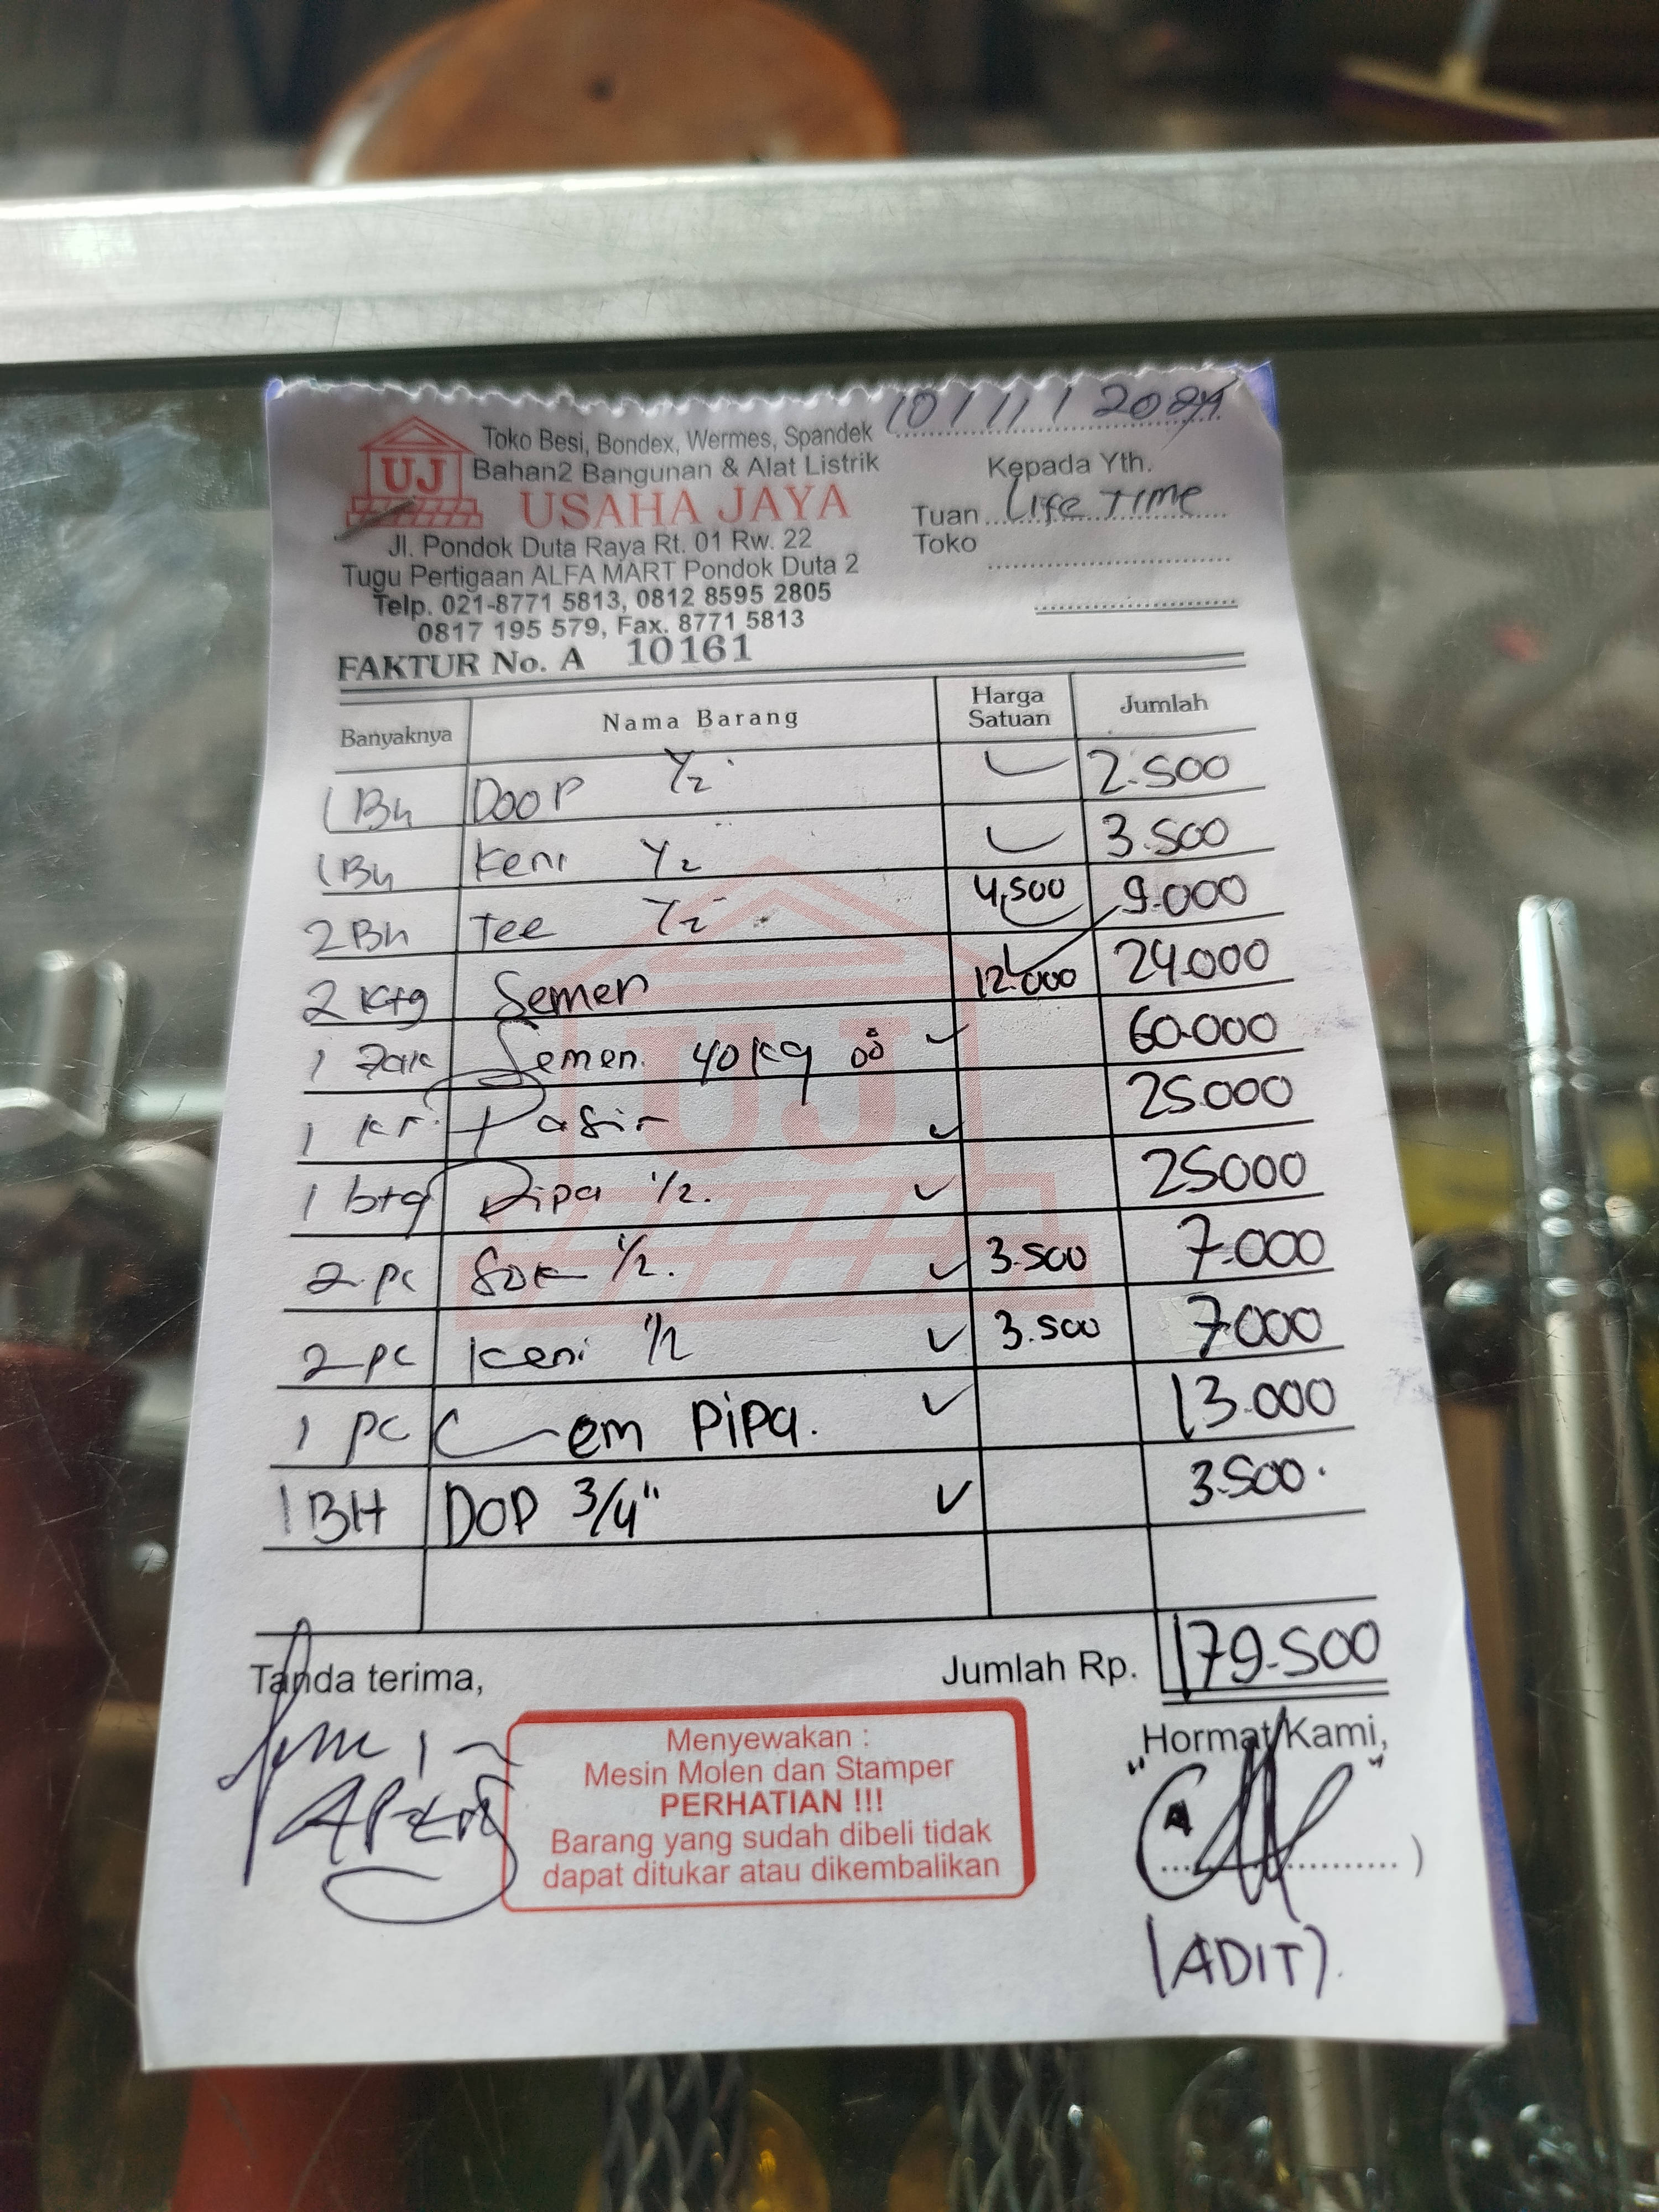 10/11/2024
Toko Besi, Bondex, Wermes, Spandek
Bahan2 Bangunan & Alat Listrik
UJ
USAHA JAYA
Jl. Pondok Duta Raya Rt. 01 Rw. 22
Tugu Pertigaan ALFA MART Pondok Duta 2
Telp. 021-8771 5813, 0812 8595 2805
0817 195 579, Fax. 8771 5813
FAKTUR No. A 10161
Kepada Yth.
Tuan Life TIME
Toko
Banyaknya Nama Barang Harga Satuan Jumlah
1 Bh DOOP 1/2" 2.500
1 Bh Keni 1/2 3.500
2 Bh Tee 1/2" 4.500 9.000
2 Ktg Semen 12.000 24.000
1 Zak Semen 40 kg 60.000
1 kr Pasir 25.000
1 btg Pipa 1/2. 25000
2 pc Sok 1/2. 3.500 7.000
2 pc Keni 1/2 3.500 7000
1 pc Lem PiPa. 13.000
1 BH DOP 3/4" 3.500
Jumlah Rp. 179.500
Tanda terima,
Menyewakan :
Mesin Molen dan Stamper
PERHATIAN !!!
Barang yang sudah dibeli tidak
dapat ditukar atau dikembalikan
Hormat Kami,
(ADIT).